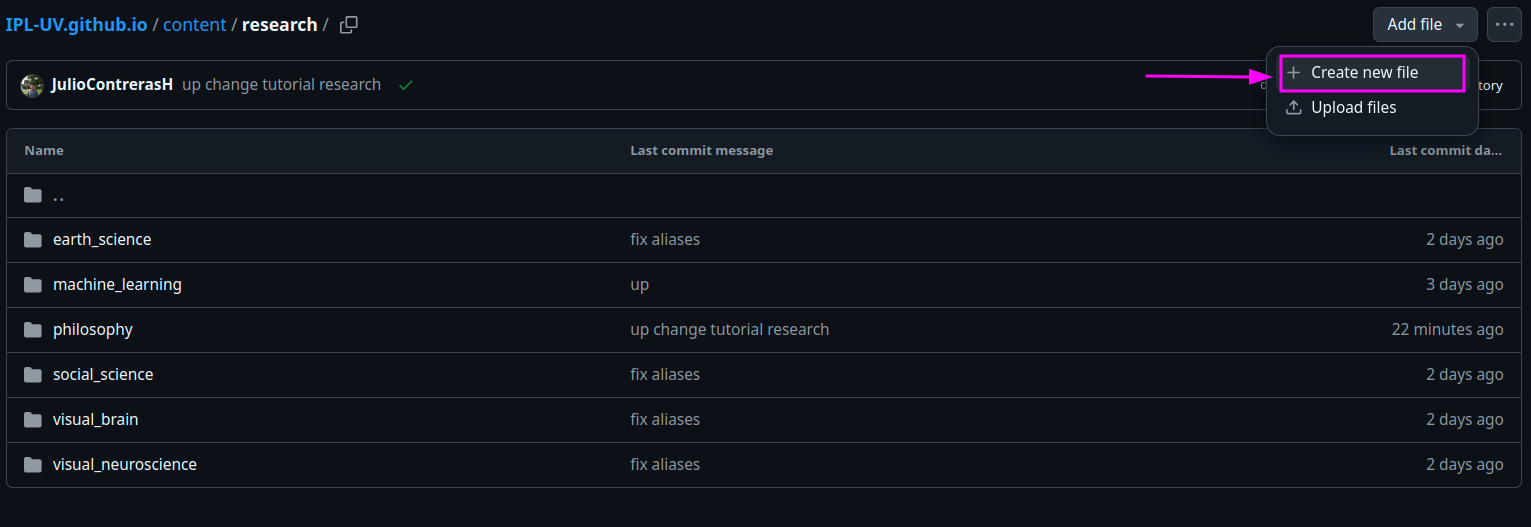 IPL-UV.github.io / content / research /
Add file
Create new file
Upload files
JulioContrerasH up change tutorial research
tory
Name Last commit message Last commit da...
..
earth_science fix aliases 2 days ago
machine_learning up 3 days ago
philosophy up change tutorial research 22 minutes ago
social_science fix aliases 2 days ago
visual_brain fix aliases 2 days ago
visual_neuroscience fix aliases 2 days ago